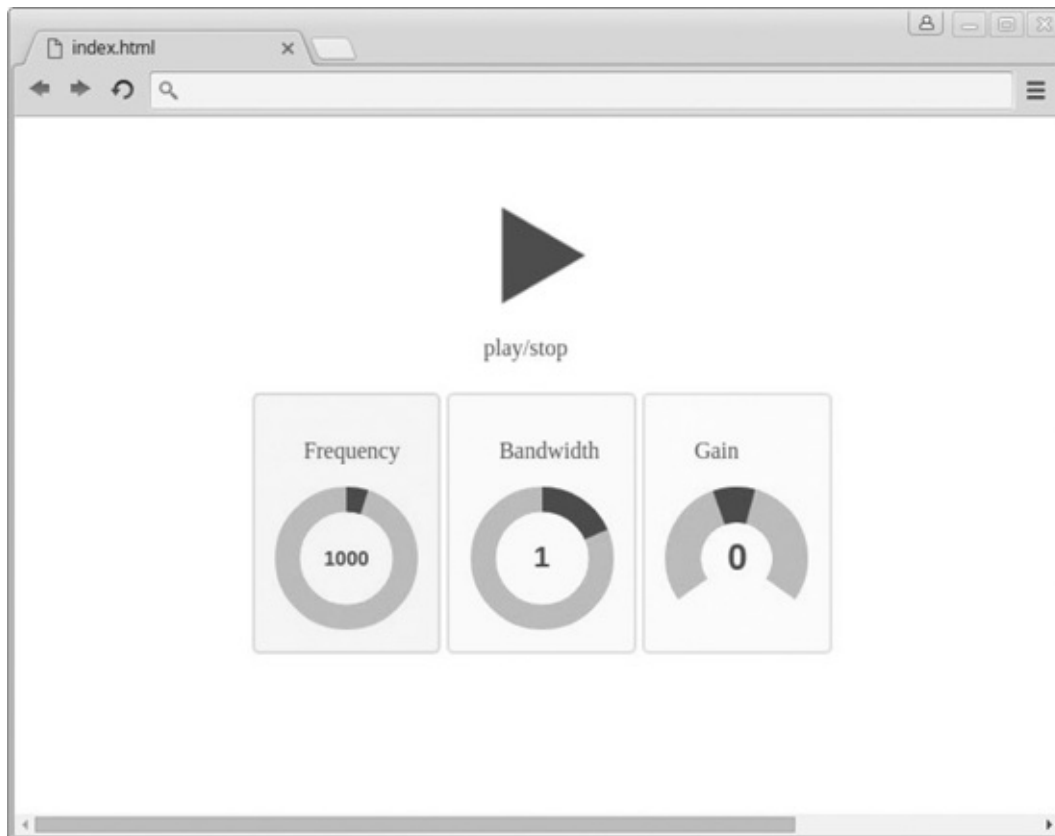 index.html
play/stop
Frequency
Bandwidth
Gain
1000
1
0